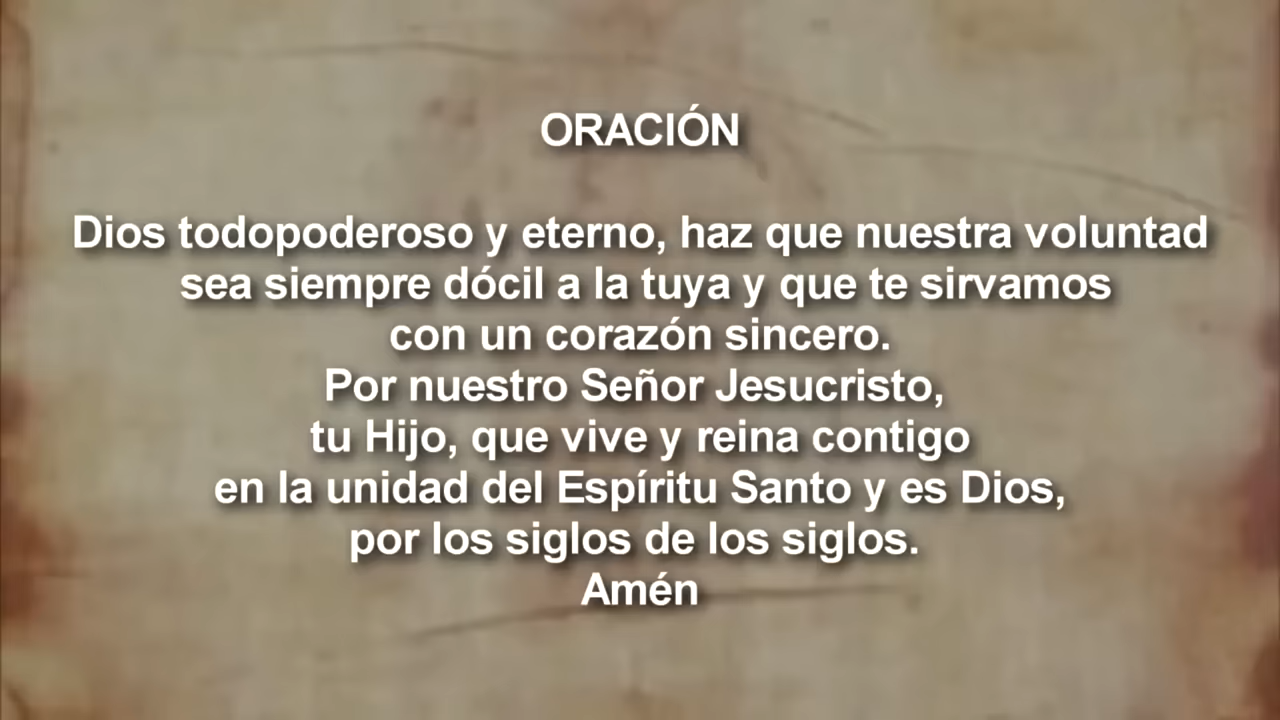 ORACIÓN
Dios todopoderoso y eterno, haz que nuestra voluntad
sea siempre dócil a la tuya y que te sirvamos
con un corazón sincero.
Por nuestro Señor Jesucristo,
tu Hijo, que vive y reina contigo
en la unidad del Espíritu Santo y es Dios,
por los siglos de los siglos.
Amén